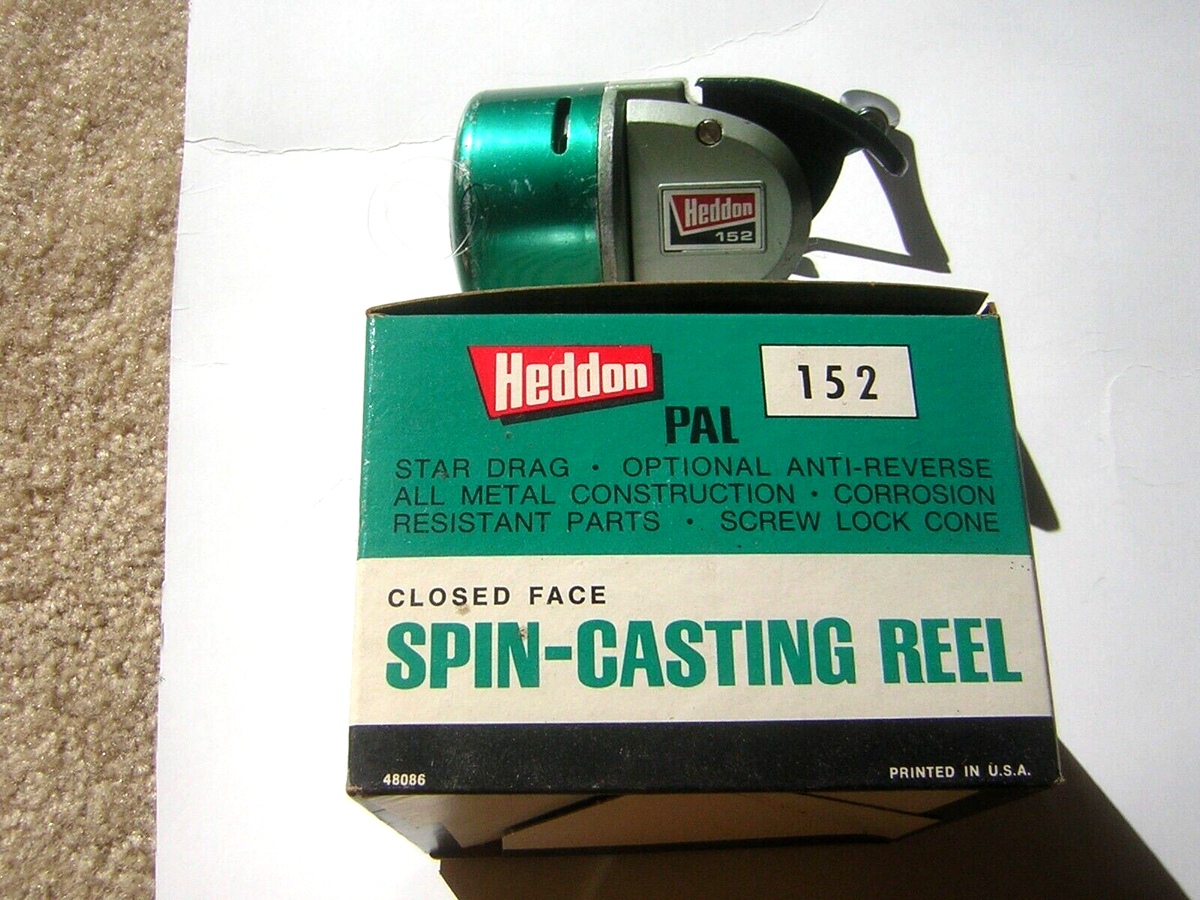 Heddon
152
Heddon
152
PAL
STAR DRAG • OPTIONAL ANTI-REVERSE
ALL METAL CONSTRUCTION • CORROSION
RESISTANT PARTS • SCREW LOCK CONE
CLOSED FACE
SPIN-CASTING REEL
48086
PRINTED IN U.S.A.